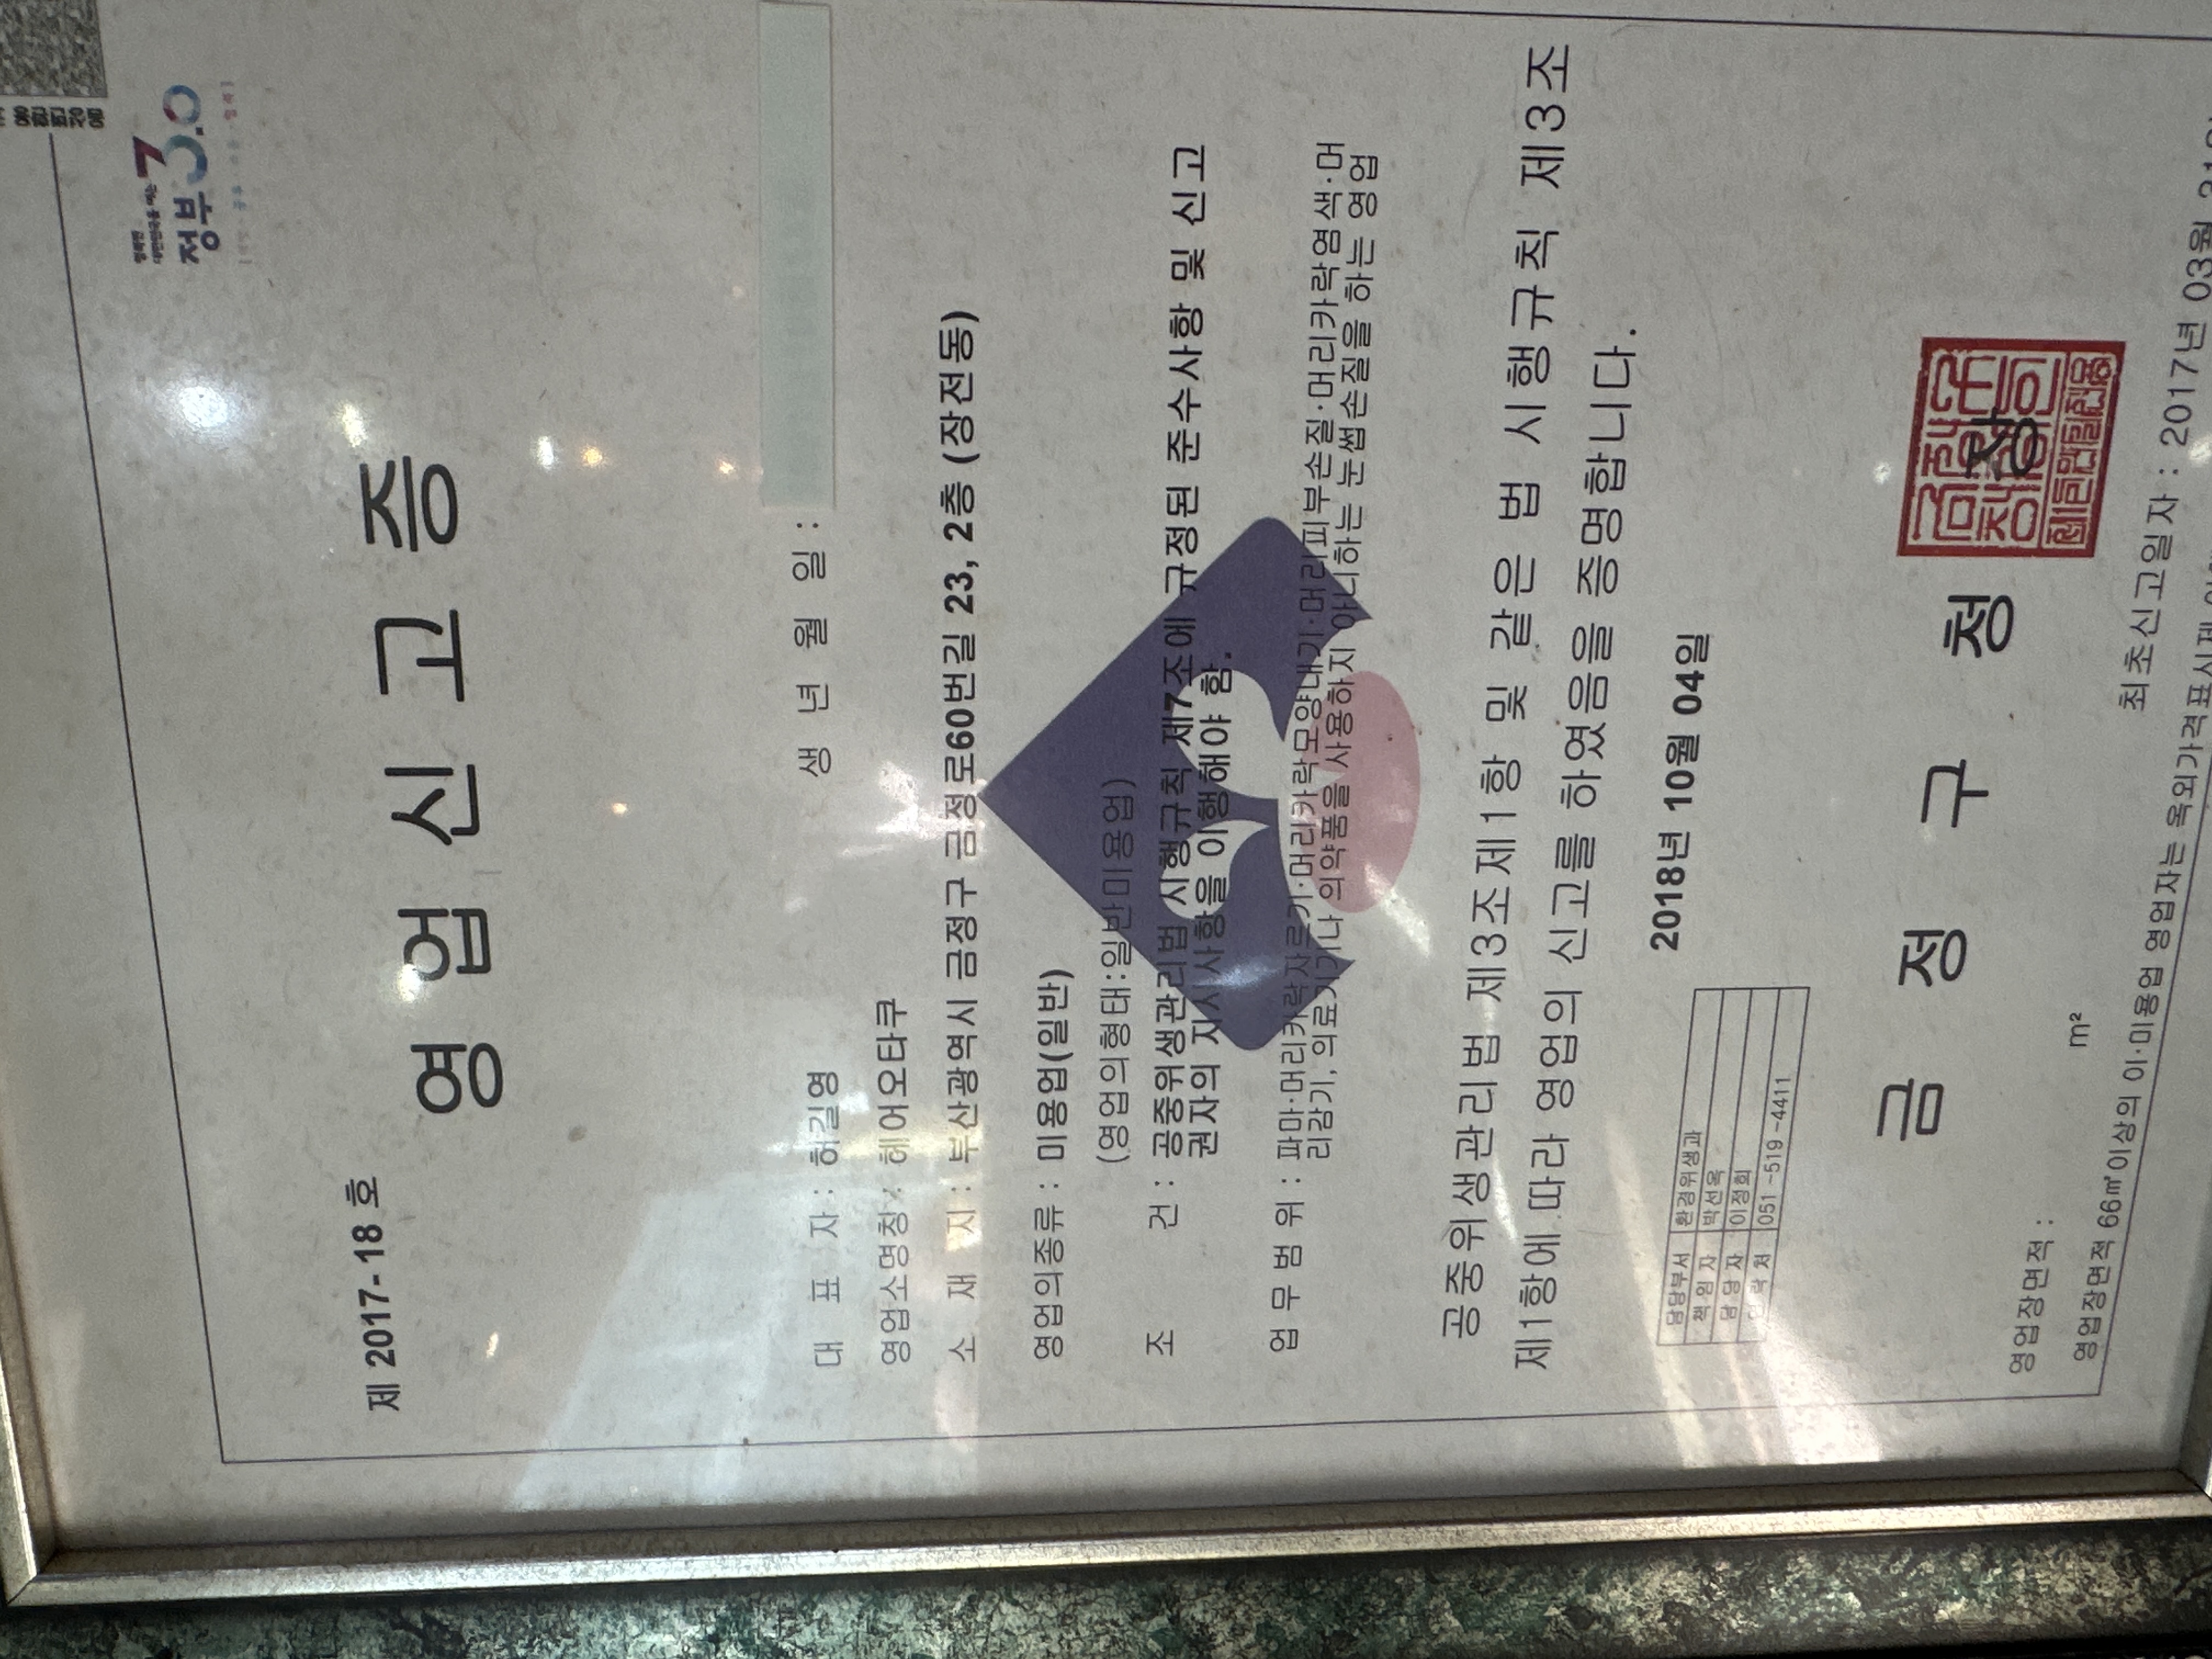 정부3.0
제 2017- 18 호
영 업 신 고 증
대 표 자 : 허길영 생 년 월 일 :
영업소명칭 : 헤어오타쿠
소 재 지 : 부산광역시 금정구 금정로60번길 23, 2층 (장전동)
영업의종류 : 미용업(일반)
(영업의형태:일반미용업)
조 건 : 공중위생관리법 시행규칙 제7조에 규정된 준수사항 및 신고
권자의 지시사항을 이행해야 함.
업 무 범 위 : 파마·머리카락자르기·머리카락모양내기·머리피부손질·머리카락염색·머
리감기, 의료기기나 의약품을 사용하지 아니하는 눈썹손질을 하는 영업
공중위생관리법 제3조제1항 및 같은 법 시행규칙 제3조
제1항에 따라 영업의 신고를 하였음을 증명합니다.
2018년 10월 04일
담당부서 환경위생과
책 임 자 박선옥
담 당 자 이정희
연 락 처 051 -519 -4411
금 정 구 청 장
최초신고일자 : 2017년 03월
영업장면적 : m²
영업장면적 66㎡이상의 이·미용업 영업자는 옥외가격표시제